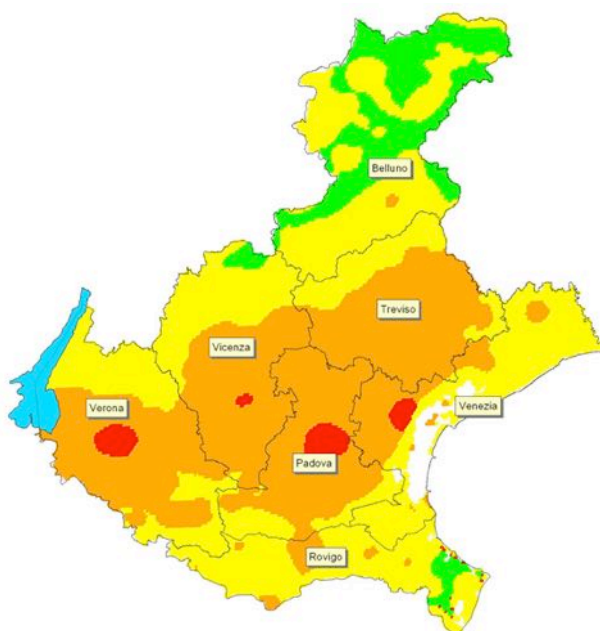 Belluno
Treviso
Vicenza
Verona
Venezia
Padova
Rovigo